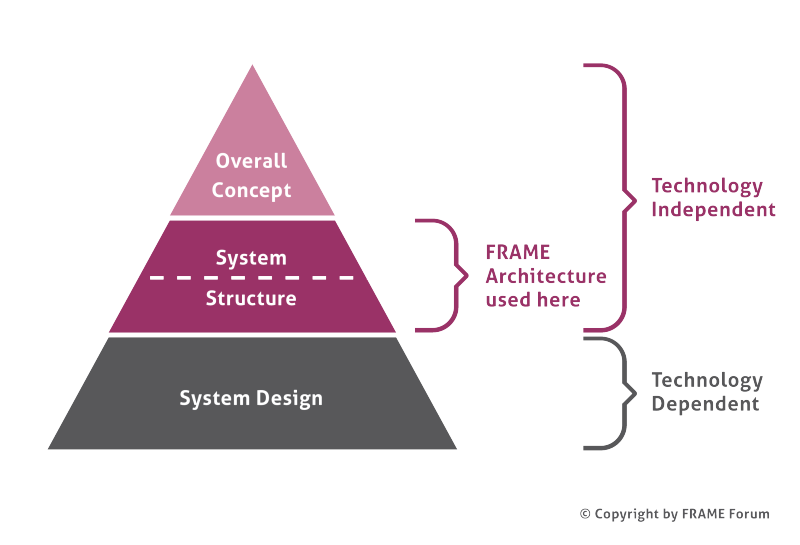 Overall
Concept
System
Structure
System Design
FRAME
Architecture
used here
Technology
Independent
Technology
Dependent
© Copyright by FRAME Forum